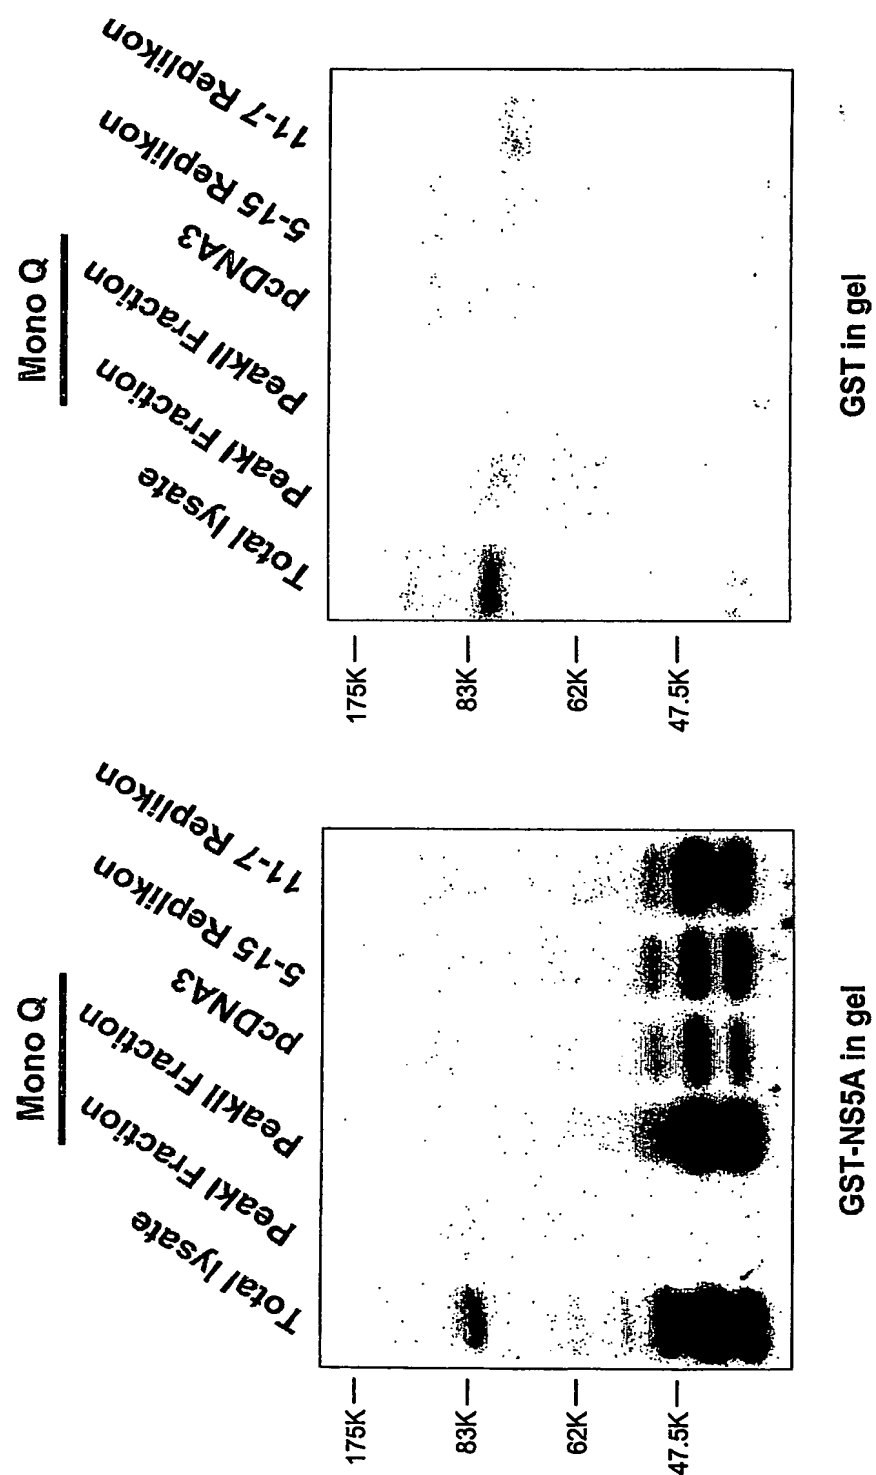 Mono Q
Total lysate
PeakI Fraction
PeakII Fraction
pcDNA3
5-15 Replikon
11-7 Replikon
175K
83K
62K
47.5K
GST-NS5A in gel
Mono Q
Total lysate
PeakI Fraction
PeakII Fraction
pcDNA3
5-15 Replikon
11-7 Replikon
175K
83K
62K
47.5K
GST in gel